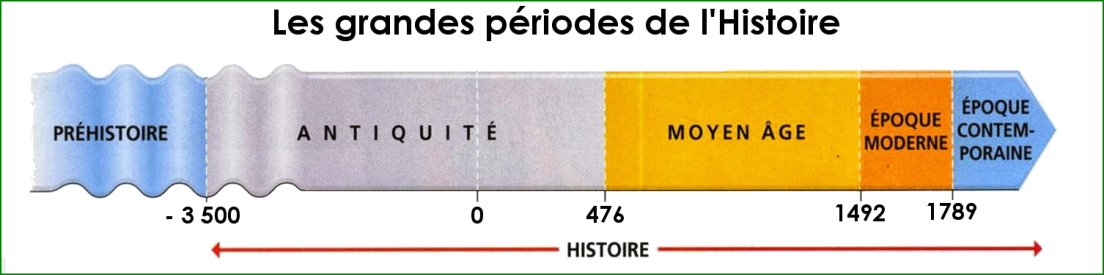 Les grandes périodes de l'Histoire
PRÉHISTOIRE
ANTIQUITÉ
MOYEN ÂGE
ÉPOQUE
MODERNE
ÉPOQUE
CONTEM-
PORAINE
- 3 500
0
476
1492
1789
HISTOIRE